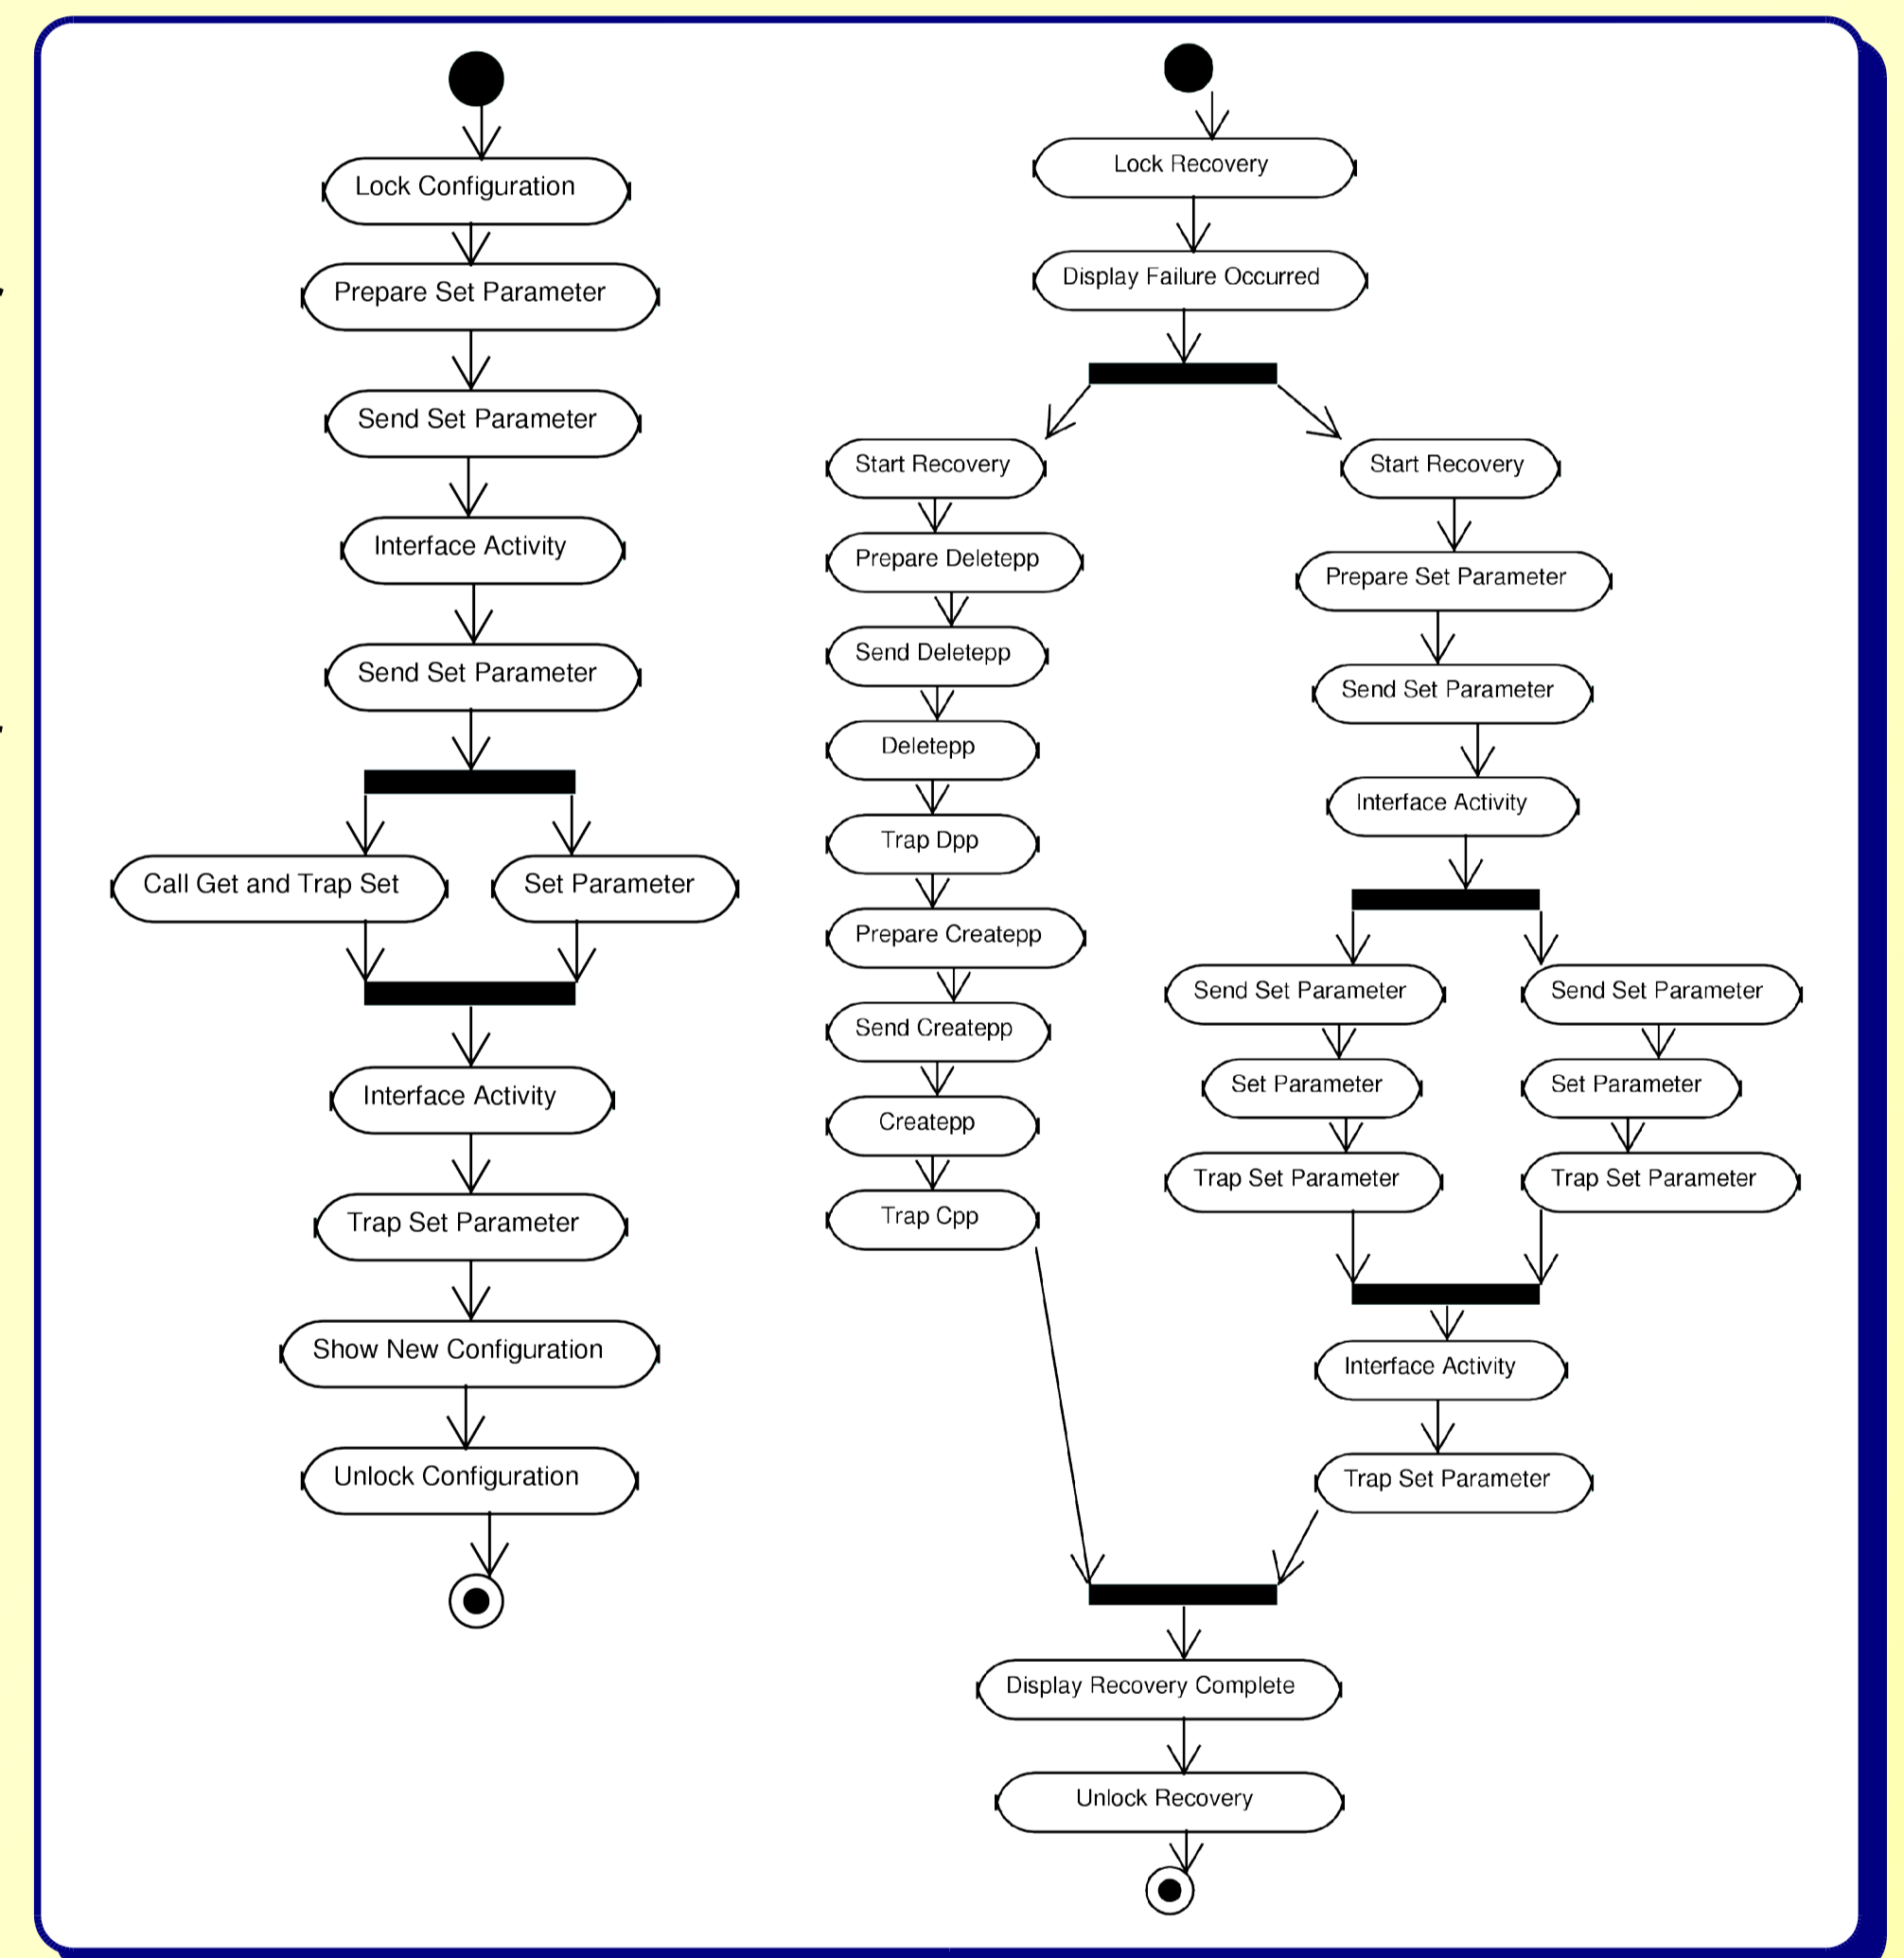 Lock Configuration
Prepare Set Parameter
Send Set Parameter
Interface Activity
Send Set Parameter
Call Get and Trap Set
Set Parameter
Interface Activity
Trap Set Parameter
Show New Configuration
Unlock Configuration
Lock Recovery
Display Failure Occurred
Start Recovery
Prepare Deletepp
Send Deletepp
Deletepp
Trap Dpp
Prepare Createpp
Send Createpp
Createpp
Trap Cpp
Start Recovery
Prepare Set Parameter
Send Set Parameter
Interface Activity
Send Set Parameter
Set Parameter
Trap Set Parameter
Send Set Parameter
Set Parameter
Trap Set Parameter
Interface Activity
Trap Set Parameter
Display Recovery Complete
Unlock Recovery